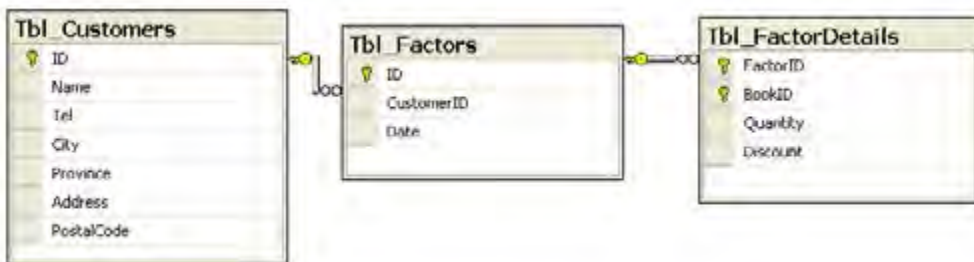 Tbl_Customers
ID
Name
Tel
City
Province
Address
PostalCode
Tbl_Factors
ID
CustomerID
Date
Tbl_FactorDetails
FactorID
BookID
Quantity
Discount